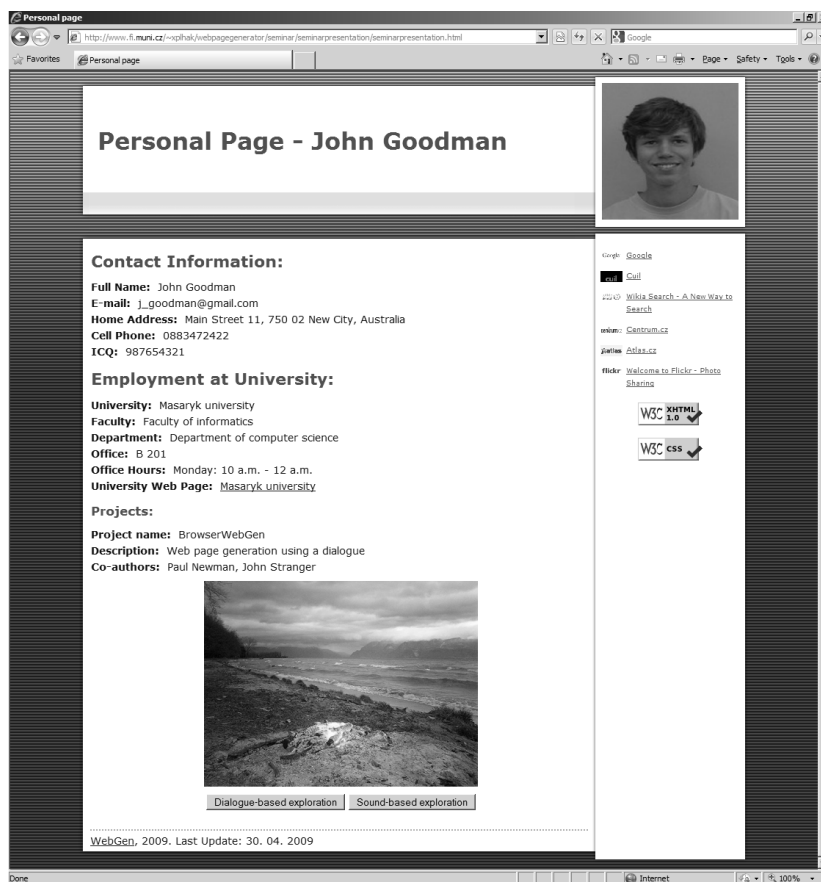 Personal page
http://www.fi.muni.cz/~xplhak/webpagegenerator/seminar/seminarpresentation/seminarpresentation.html
Google
Favorites
Personal page
Page
Safety
Tools
Personal Page - John Goodman
Contact Information:
Full Name: John Goodman
E-mail: j_goodman@gmail.com
Home Address: Main Street 11, 750 02 New City, Australia
Cell Phone: 0883472422
ICQ: 987654321
Employment at University:
University: Masaryk university
Faculty: Faculty of informatics
Department: Department of computer science
Office: B 201
Office Hours: Monday: 10 a.m. - 12 a.m.
University Web Page: Masaryk university
Projects:
Project name: BrowserWebGen
Description: Web page generation using a dialogue
Co-authors: Paul Newman, John Stranger
Dialogue-based exploration
Sound-based exploration
WebGen, 2009. Last Update: 30. 04. 2009
Google Google
cuil Cuil
Wikia Search - A New Way to
Search
Centrum.cz
Atlas.cz
flickr Welcome to Flickr - Photo
Sharing
W3C XHTML
1.0
W3C CSS
Done
Internet
100%